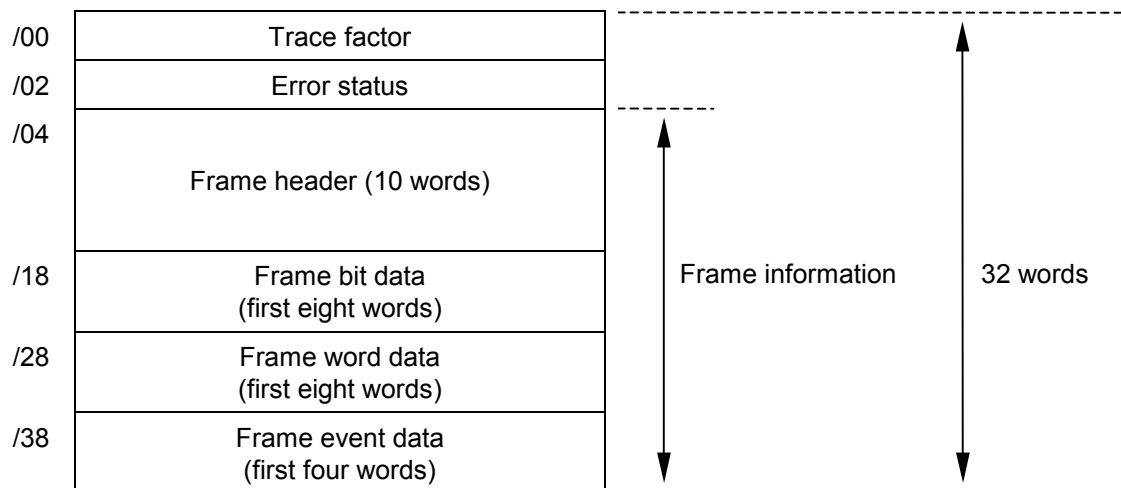 /00 Trace factor
/02 Error status
/04
Frame header (10 words)
/18 Frame bit data
(first eight words)
Frame information
32 words
/28 Frame word data
(first eight words)
/38 Frame event data
(first four words)